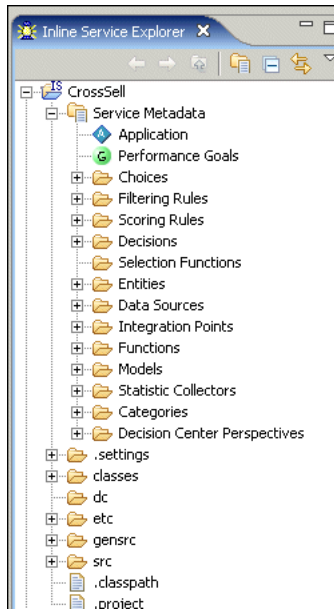 Inline Service Explorer
IS
CrossSell
Service Metadata
A Application
G Performance Goals
Choices
Filtering Rules
Scoring Rules
Decisions
Selection Functions
Entities
Data Sources
Integration Points
Functions
Models
Statistic Collectors
Categories
Decision Center Perspectives
.settings
classes
dc
etc
gensrc
src
.classpath
.project